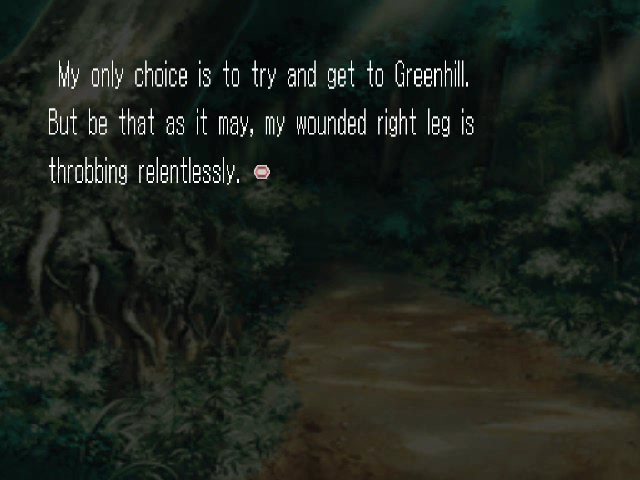 My only choice is to try and get to Greenhill.
But be that as it may, my wounded right leg is
throbbing relentlessly.